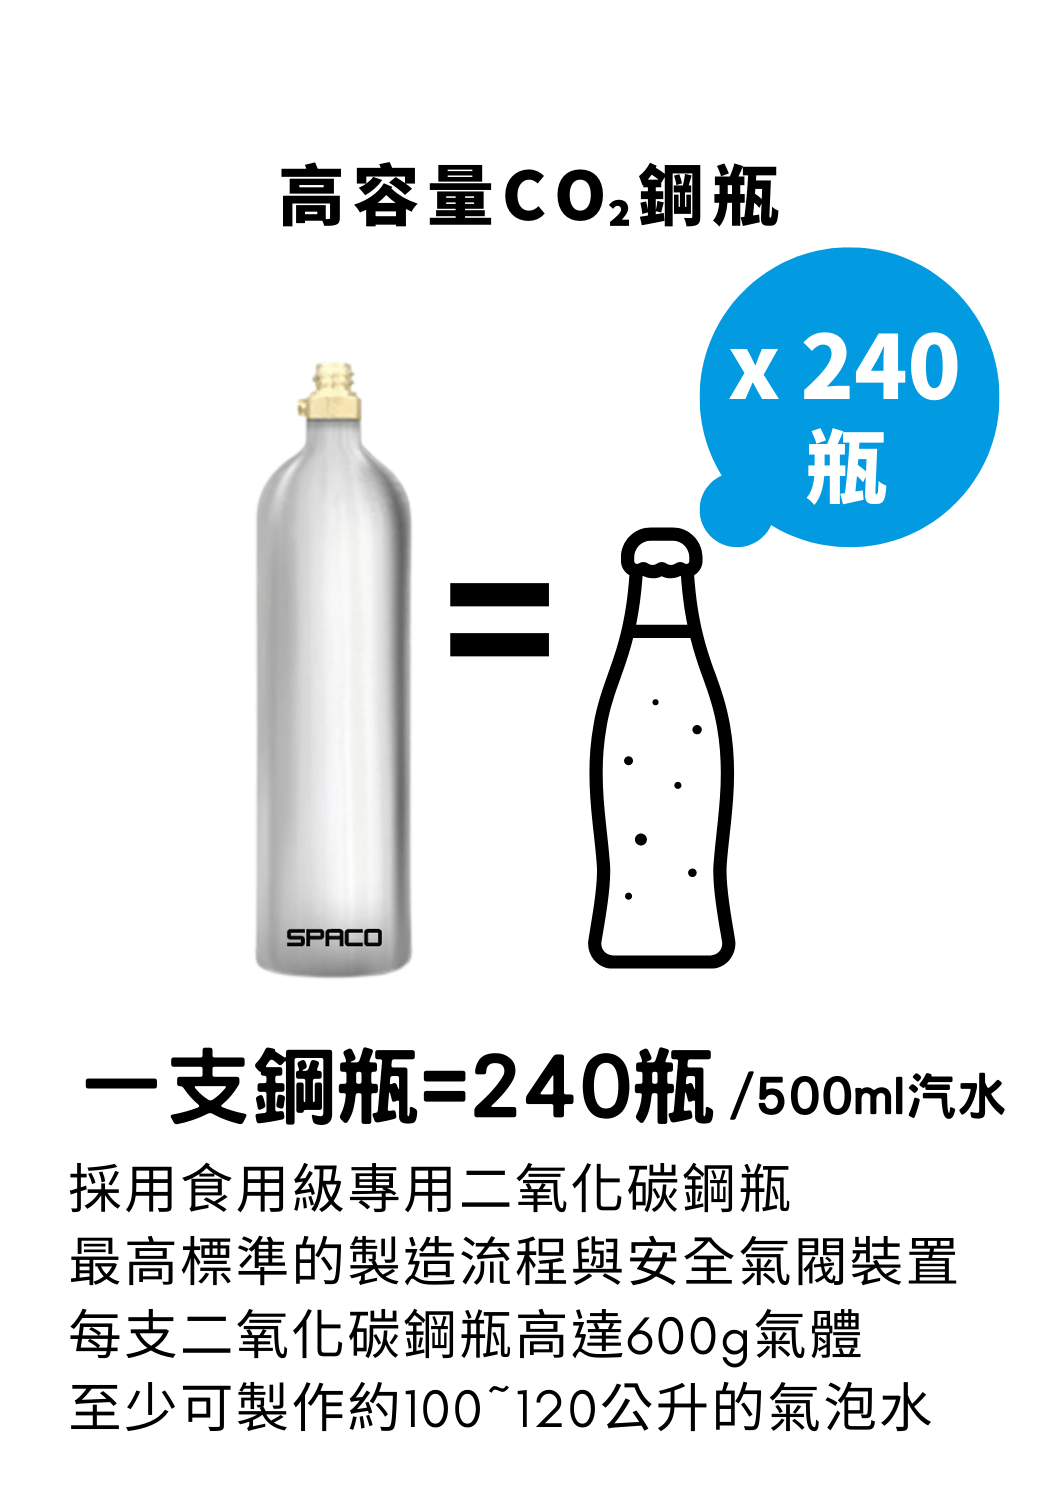 高容量CO₂鋼瓶
x 240
瓶
SPACO
一支鋼瓶=240瓶 /500ml汽水
採用食用級專用二氧化碳鋼瓶
最高標準的製造流程與安全氣閥裝置
每支二氧化碳鋼瓶高達600g氣體
至少可製作約100~120公升的氣泡水